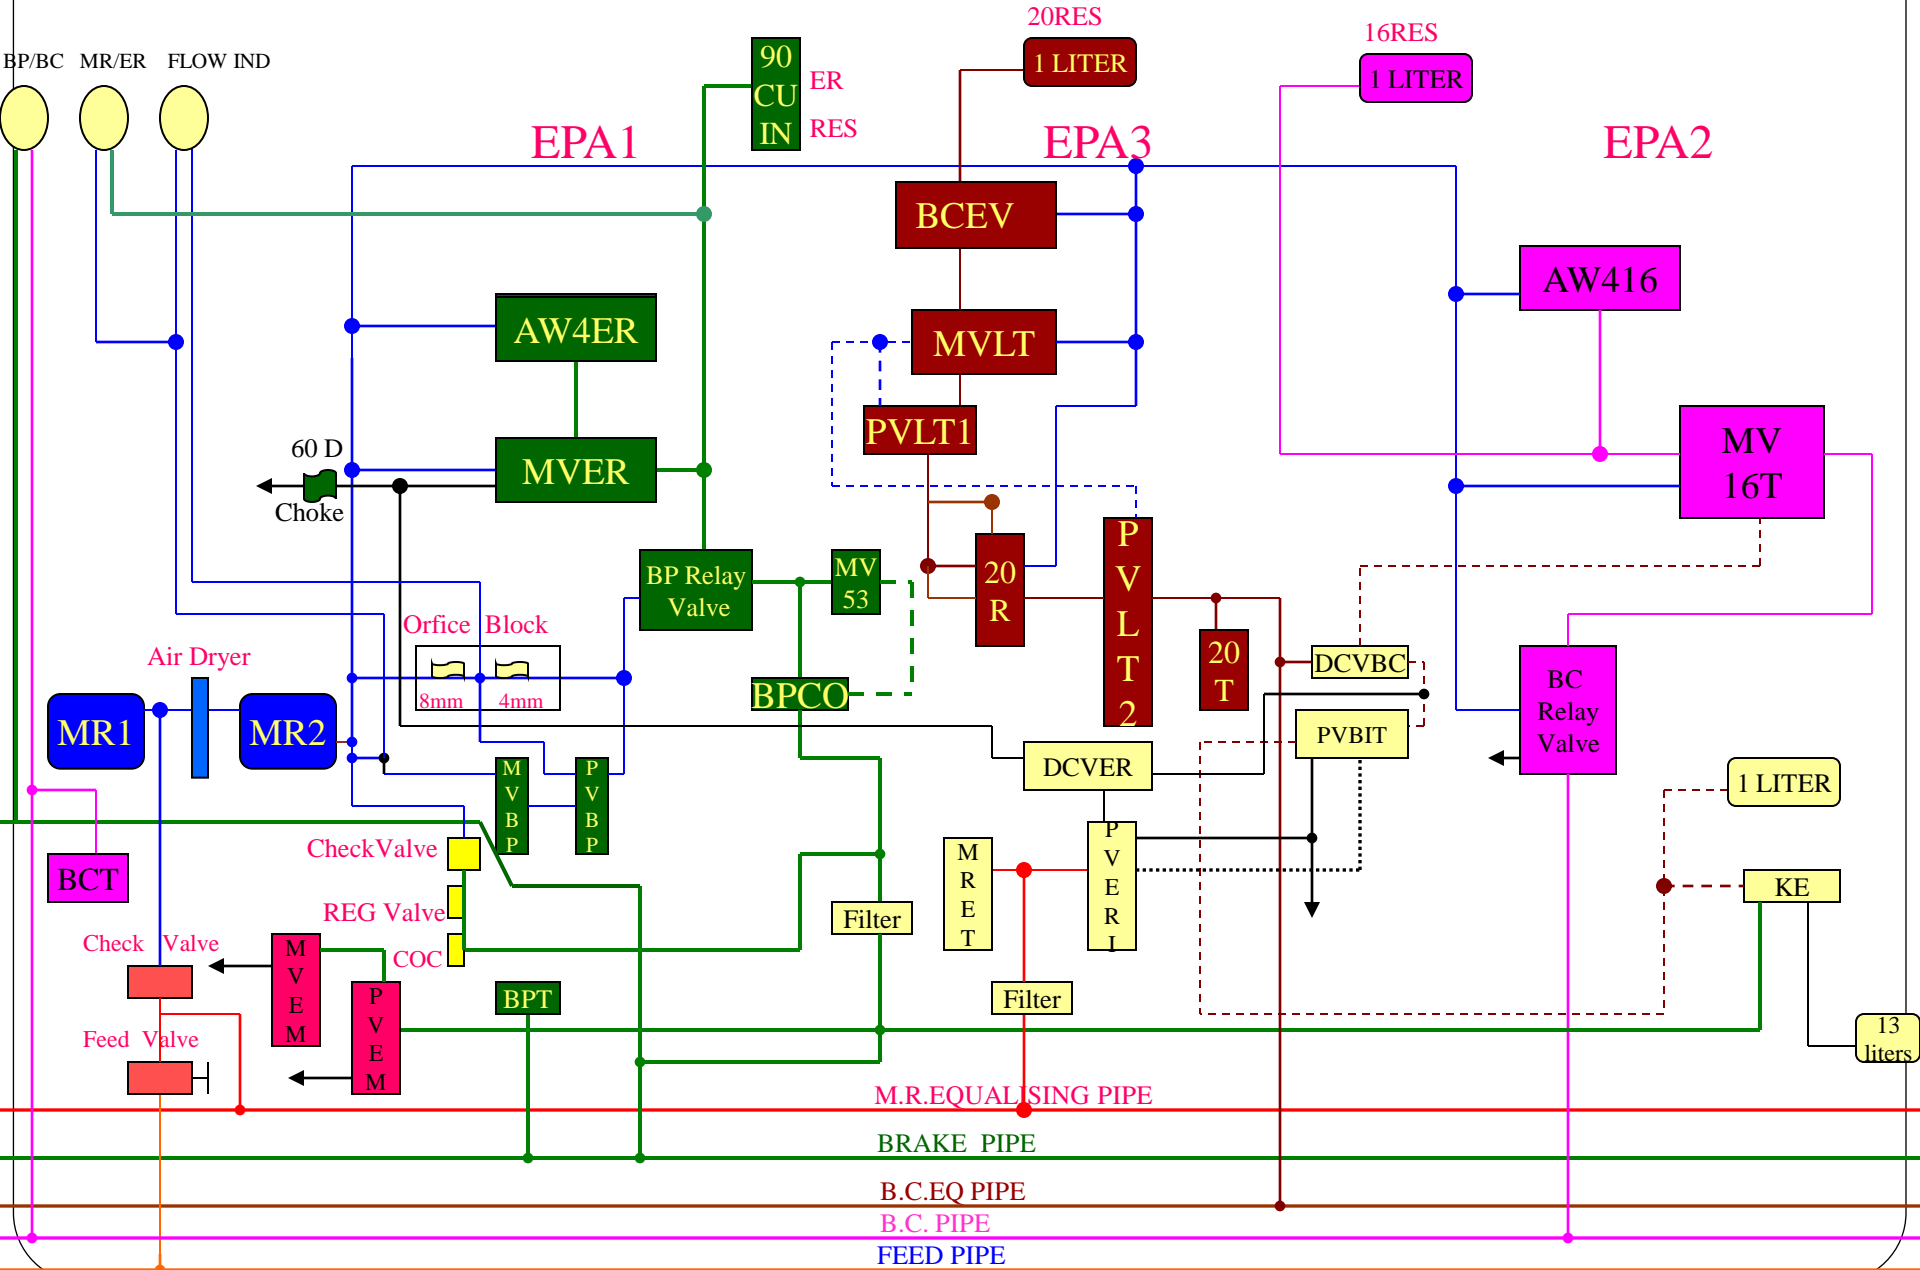 20RES
16RES
BP/BC MR/ER FLOW IND
90
CU
IN
ER
RES
1 LITER
1 LITER
EPA1
EPA3
EPA2
BCEV
AW416
AW4ER
MVLT
PVLT1
60 D
Choke
MVER
MV
16T
BP Relay
Valve
MV
53
20
R
P
V
L
T
2
Orfice Block
8mm 4mm
Air Dryer
MR1
MR2
BPCO
20
T
DCVBC
PVBIT
BC
Relay
Valve
DCVER
1 LITER
M
V
B
P
P
V
B
P
CheckValve
BCT
REG Valve
COC
Filter
M
R
E
T
P
V
E
R
I
KE
Check Valve
M
V
E
M
P
V
E
M
BPT
Filter
Feed Valve
13
liters
M.R.EQUALISING PIPE
BRAKE PIPE
B.C.EQ PIPE
B.C. PIPE
FEED PIPE